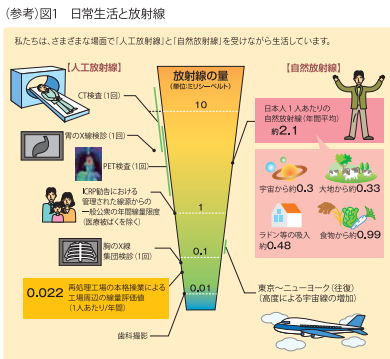 (参考)図1 日常生活と放射線
私たちは、さまざまな場面で「人工放射線」と「自然放射線」を受けながら生活しています。
【人工放射線】
放射線の量
(単位:ミリシーベルト)
【自然放射線】
CT検査(1回)
10
日本人1人あたりの
自然放射線(年間平均)
約2.1
胃のX線検診(1回)
PET検査(1回)
宇宙から約0.3
大地から約0.33
ICRP勧告における
管理された線源からの
一般公衆の年間線量限度
(医療被ばくを除く)
1
ラドン等の吸入
約0.48
食物から約0.99
胸のX線
集団検診(1回)
0.1
0.022
再処理工場の本格操業による
工場周辺の線量評価値
(1人あたり/年間)
0.01
東京~ニューヨーク(往復)
(高度による宇宙線の増加)
歯科撮影